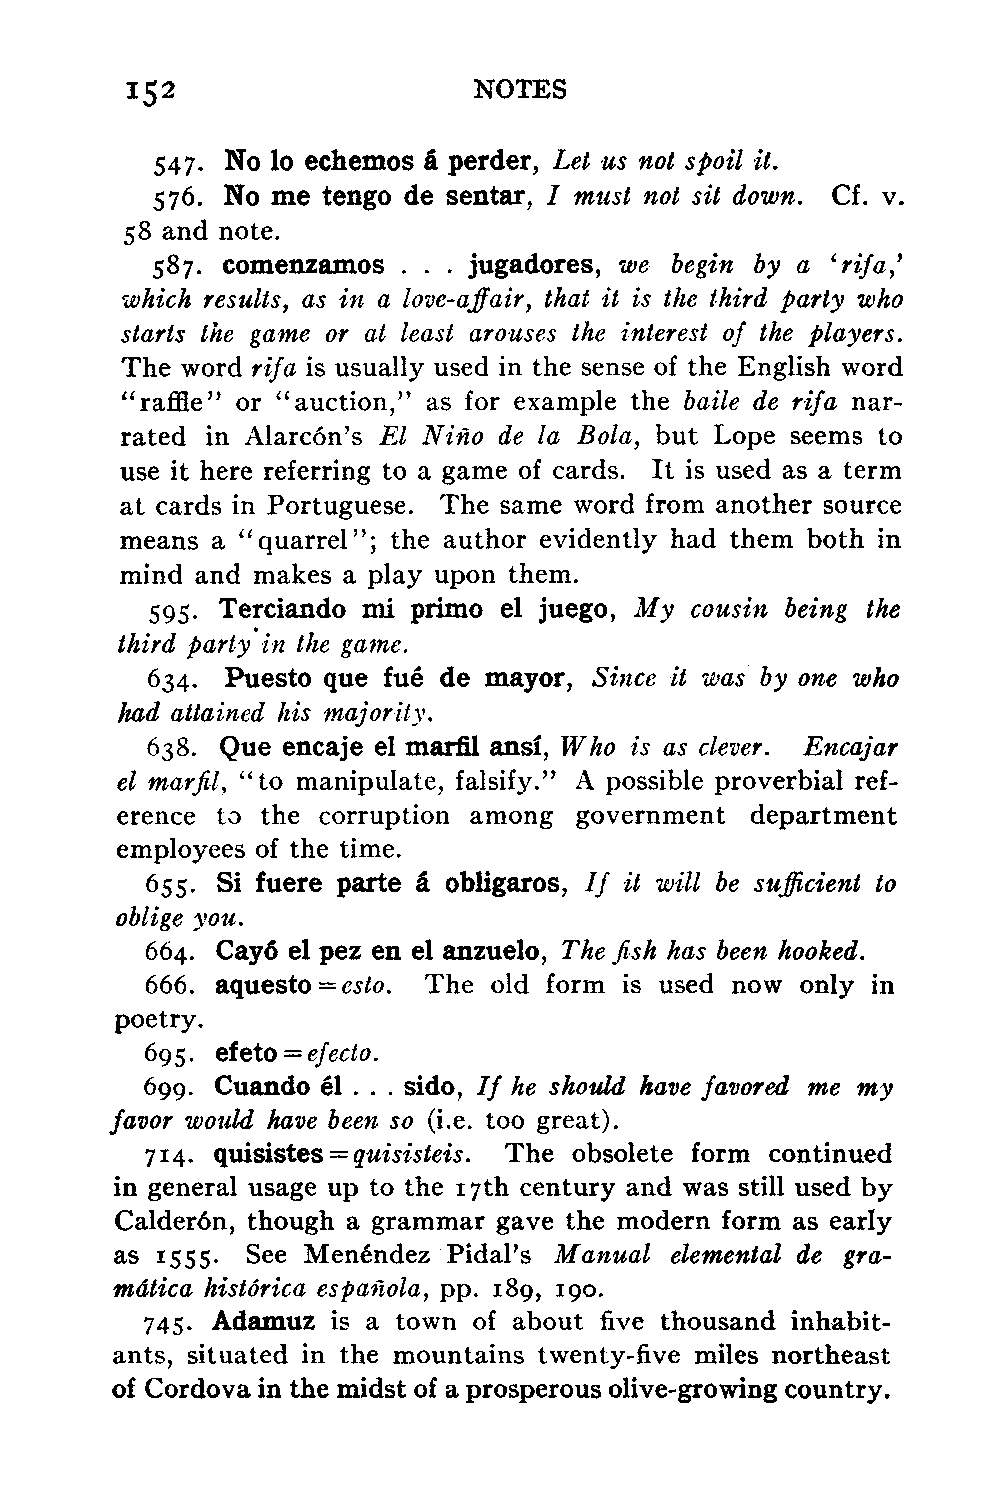 152 NOTES
547. No lo echemos á perder, Let us not spoil it.
576. No me tengo de sentar, I must not sit down. Cf. v.
58 and note.
587. comenzamos . . . jugadores, we begin by a ‘rifa,’
which results, as in a love-affair, that it is the third party who
starts the game or at least arouses the interest of the players.
The word rifa is usually used in the sense of the English word
“raffle” or “auction,” as for example the baile de rifa nar-
rated in Alarcón’s El Niño de la Bola, but Lope seems to
use it here referring to a game of cards. It is used as a term
at cards in Portuguese. The same word from another source
means a “quarrel”; the author evidently had them both in
mind and makes a play upon them.
595. Terciando mi primo el juego, My cousin being the
third party in the game.
634. Puesto que fué de mayor, Since it was by one who
had attained his majority.
638. Que encaje el marfil ansí, Who is as clever. Encajar
el marfil, “to manipulate, falsify.” A possible proverbial ref-
erence to the corruption among government department
employees of the time.
655. Si fuere parte á obligaros, If it will be sufficient to
oblige you.
664. Cayó el pez en el anzuelo, The fish has been hooked.
666. aquesto = esto. The old form is used now only in
poetry.
695. efeto = efecto.
699. Cuando él . . . sido, If he should have favored me my
favor would have been so (i.e. too great).
714. quisistes = quisisteis. The obsolete form continued
in general usage up to the 17th century and was still used by
Calderón, though a grammar gave the modern form as early
as 1555. See Menéndez Pidal’s Manual elemental de gra-
mática histórica española, pp. 189, 190.
745. Adamuz is a town of about five thousand inhabit-
ants, situated in the mountains twenty-five miles northeast
of Cordova in the midst of a prosperous olive-growing country.